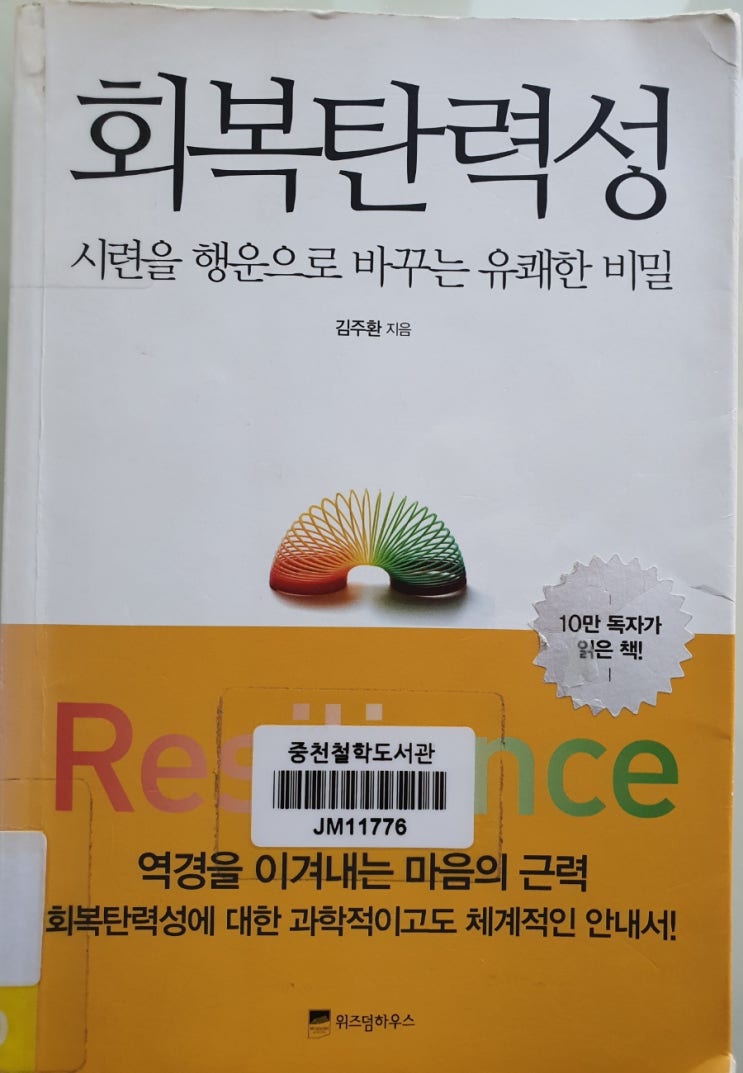 회복탄력성
시련을 행운으로 바꾸는 유쾌한 비밀
김주환 지음
10만 독자가
읽은 책!
Res nce
중천철학도서관
JM11776
역경을 이겨내는 마음의 근력
회복탄력성에 대한 과학적이고도 체계적인 안내서!
위즈덤하우스